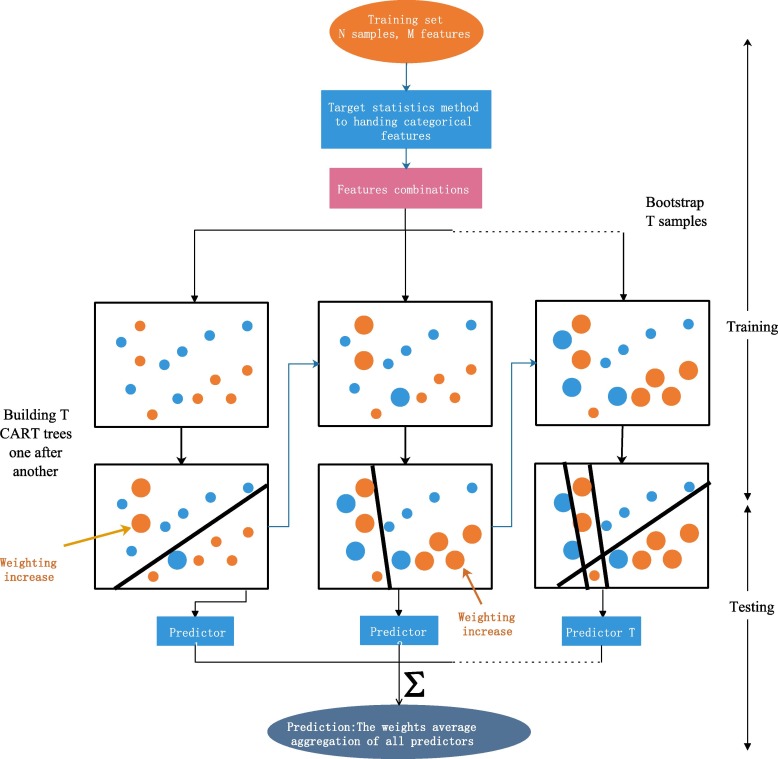 Training set
N samples, M features
Target statistics method
to handing categorical
features
Features combinations
Bootstrap
T samples
Training
Building T
CART trees
one after
another
Weighting
increase
Weighting
increase
Testing
Predictor
Predictor
Predictor T
Σ
Prediction:The weights average
aggregation of all predictors